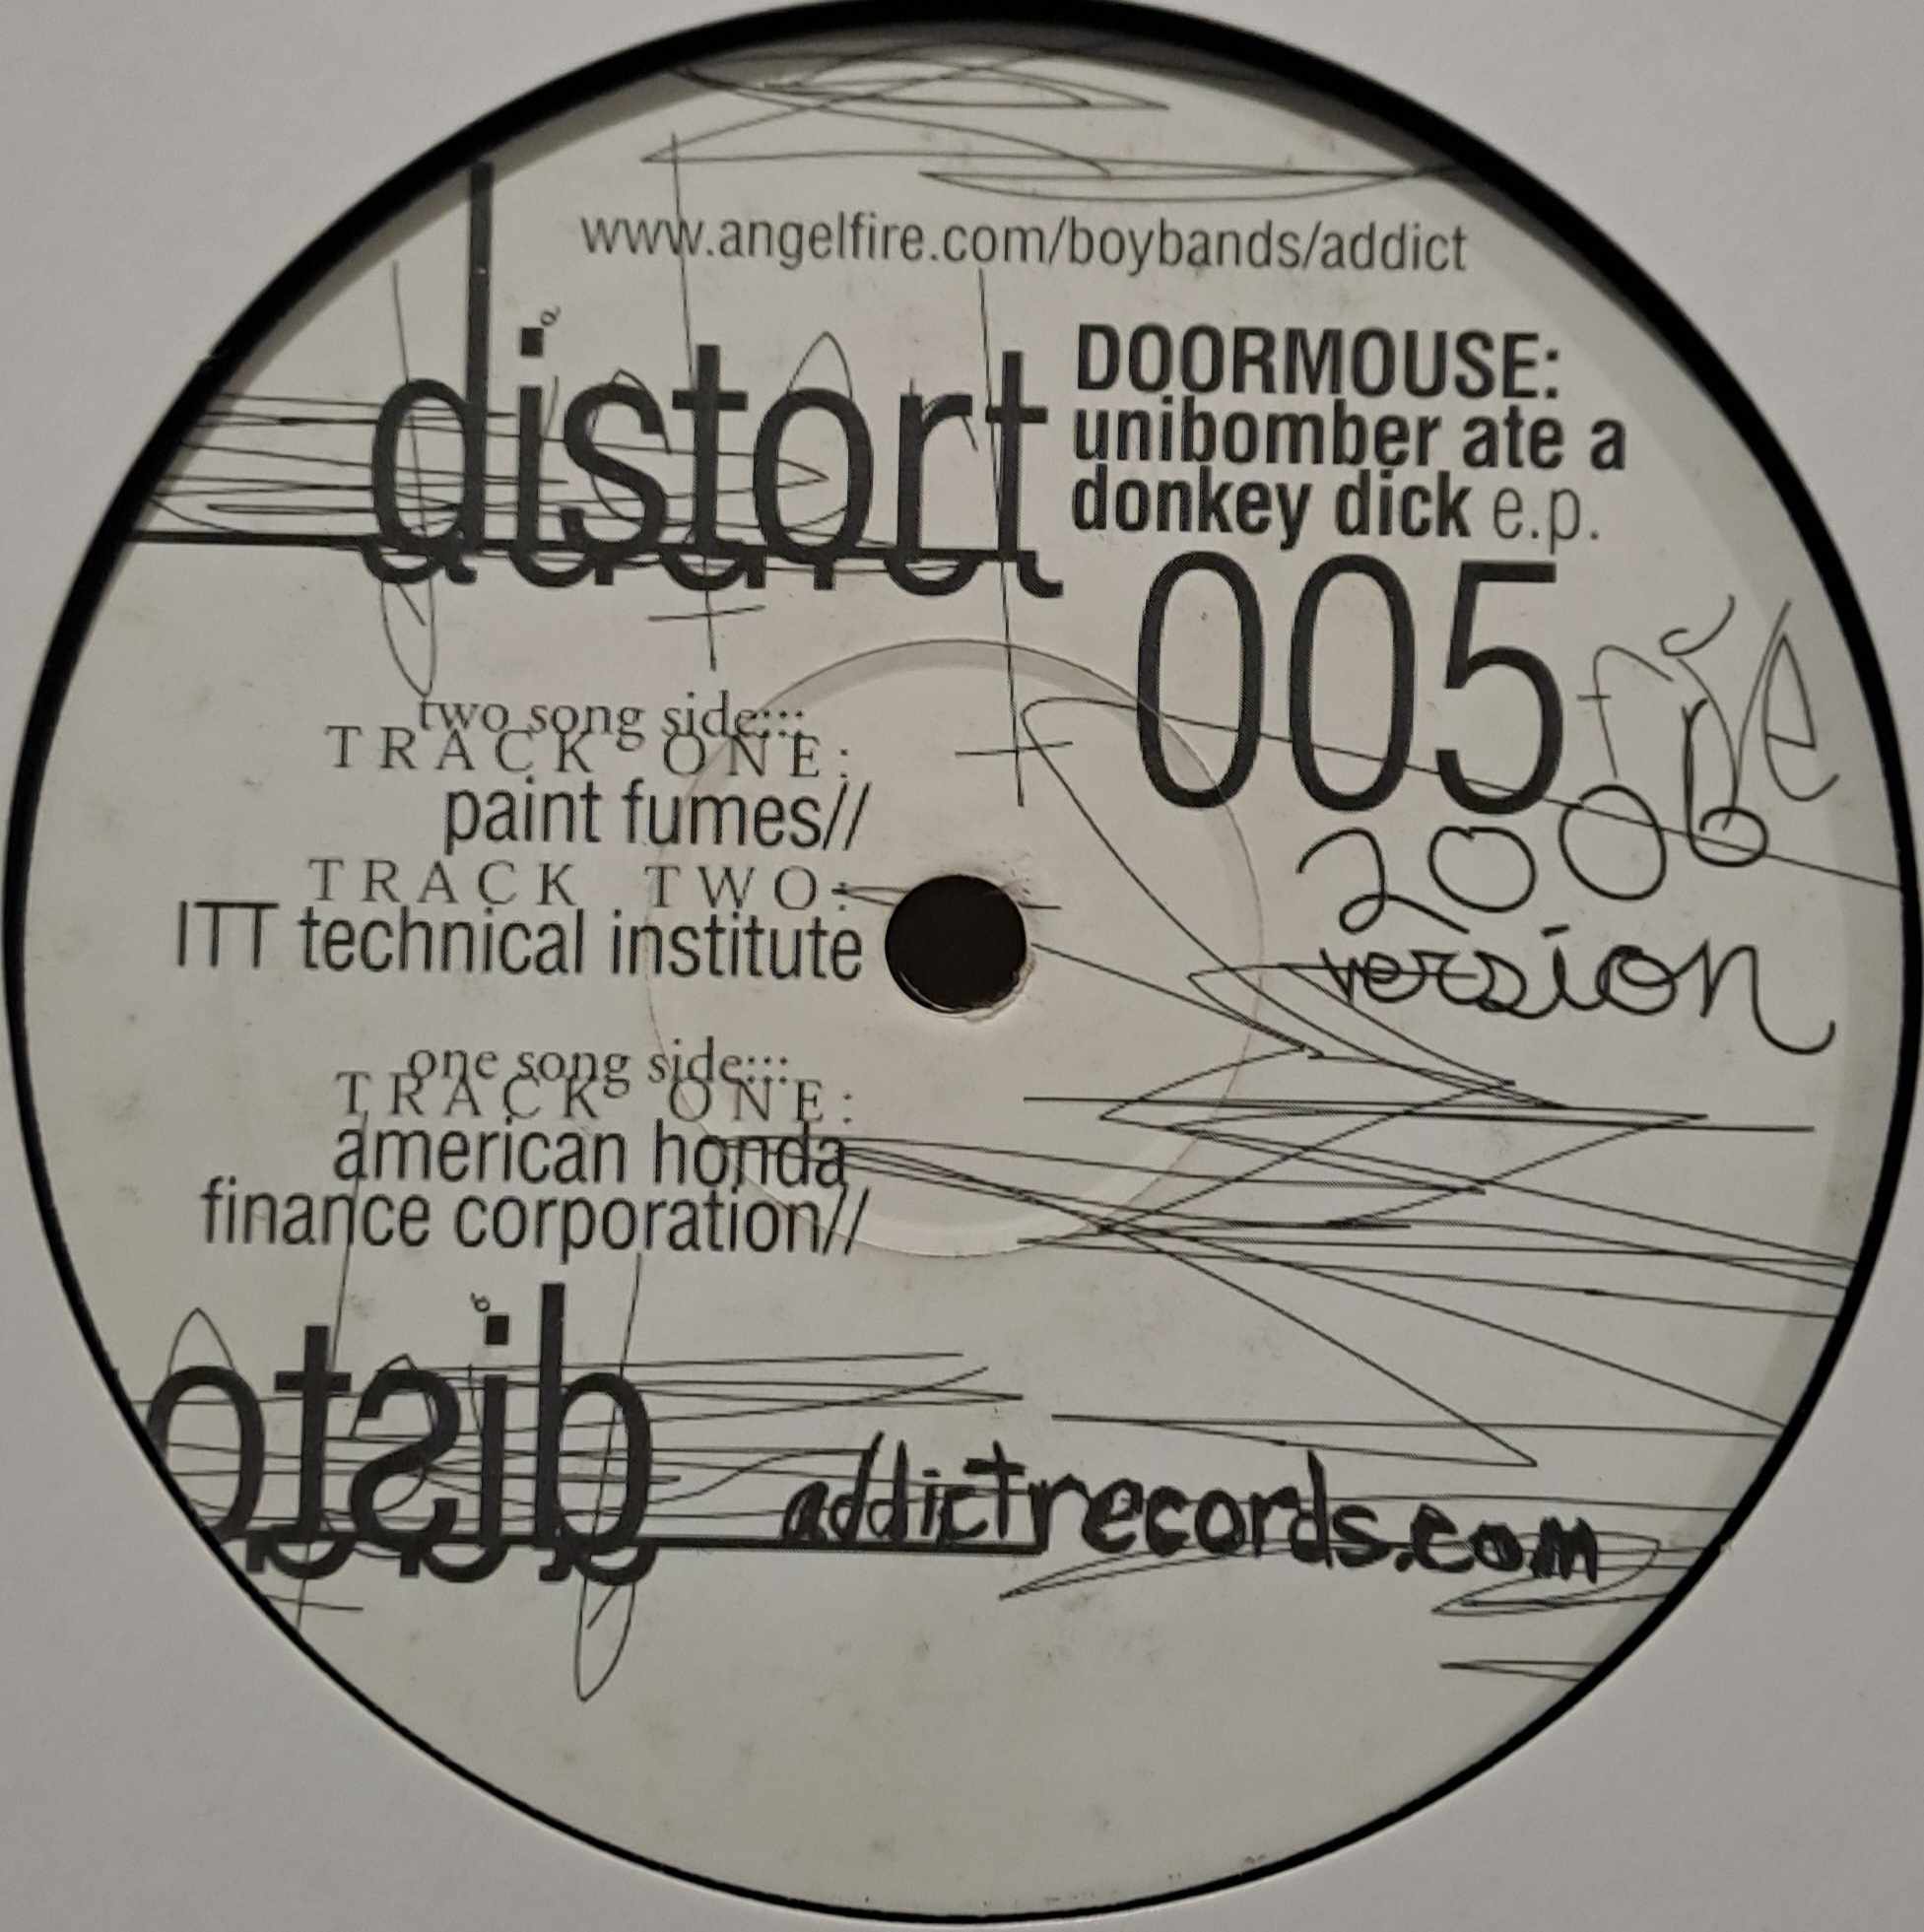 www.angelfire.com/boybands/addict
distort
DOORMOUSE:
unibomber ate a
donkey dick e.p.
005
five
2006
version
two song side:::
TRACK ONE:
paint fumes//
TRACK TWO:
ITT technical institute
one song side:::
TRACK ONE:
american honda
finance corporation//
disto
addictrecords.com